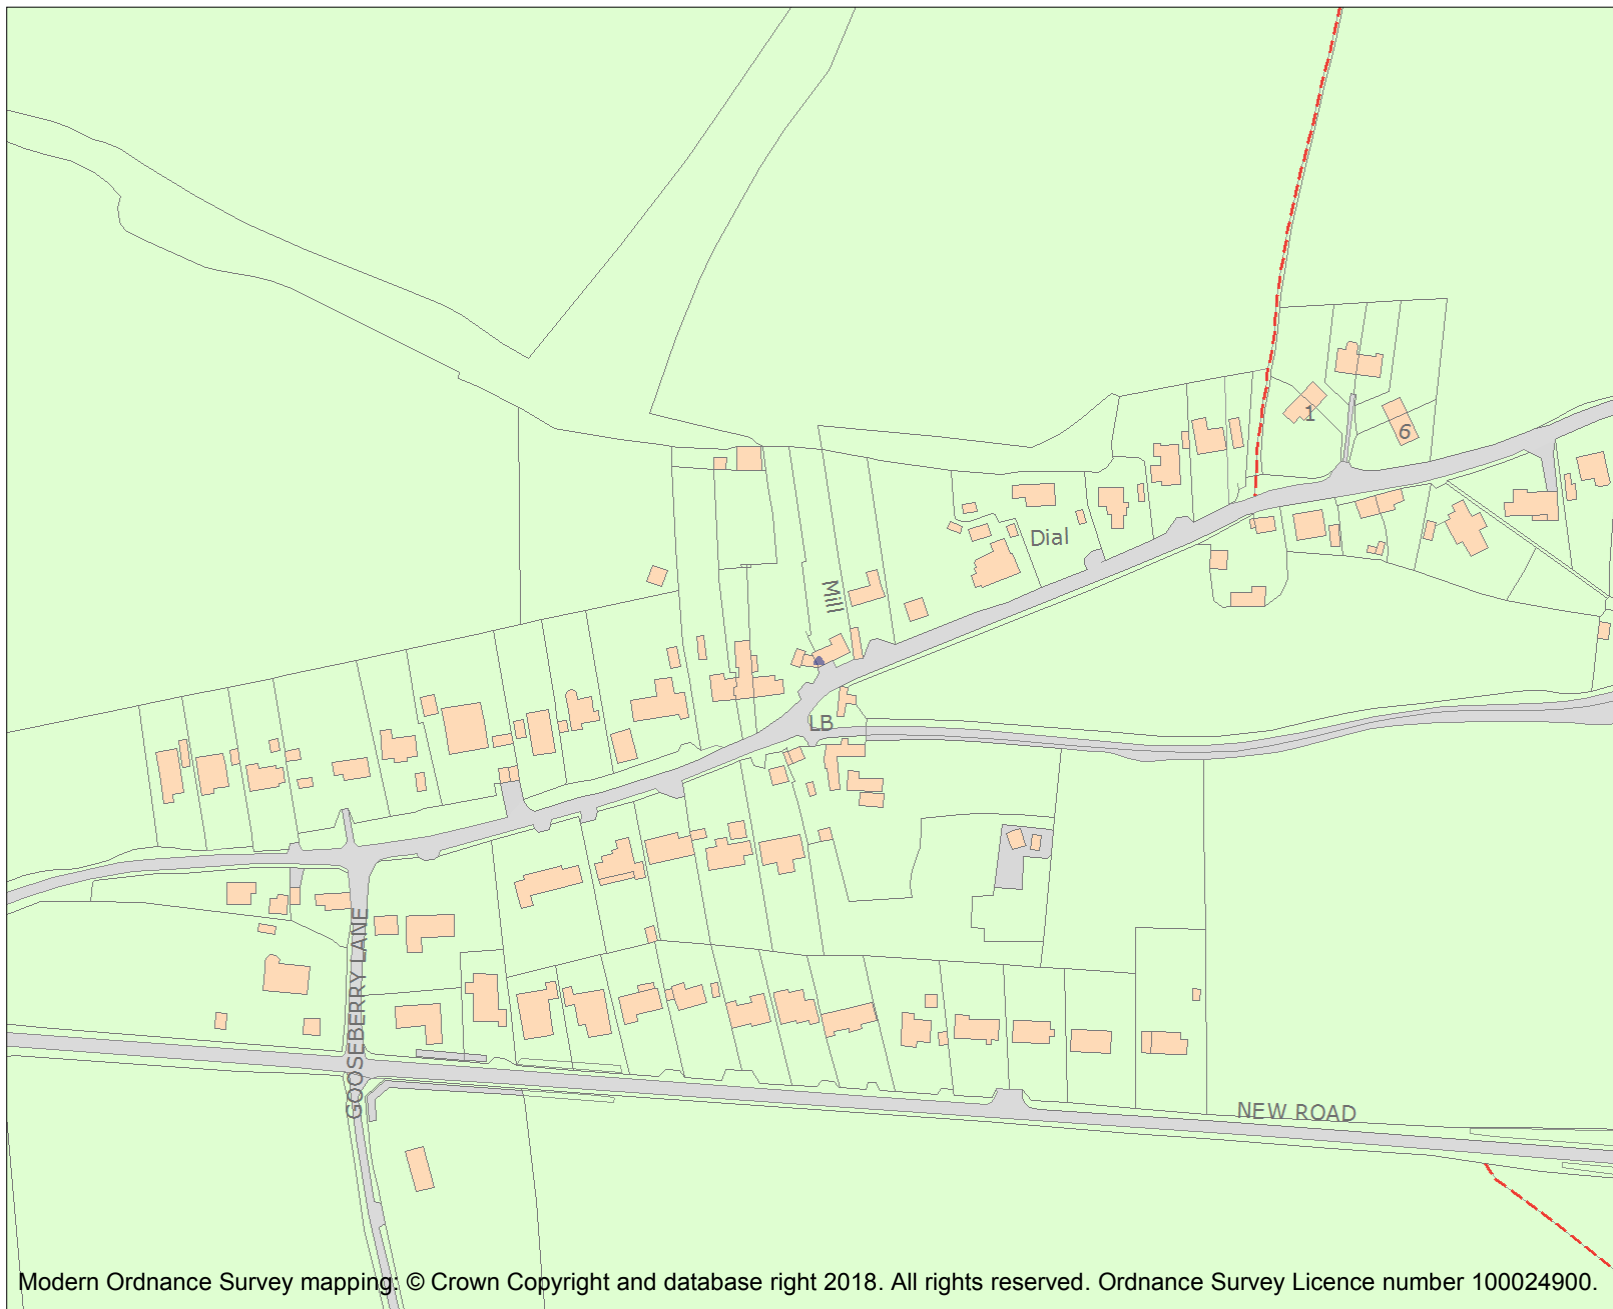 1
6
Dial
Mill
LB
GOOSEBERRY LANE
NEW ROAD
Modern Ordnance Survey mapping: © Crown Copyright and database right 2018. All rights reserved. Ordnance Survey Licence number 100024900.